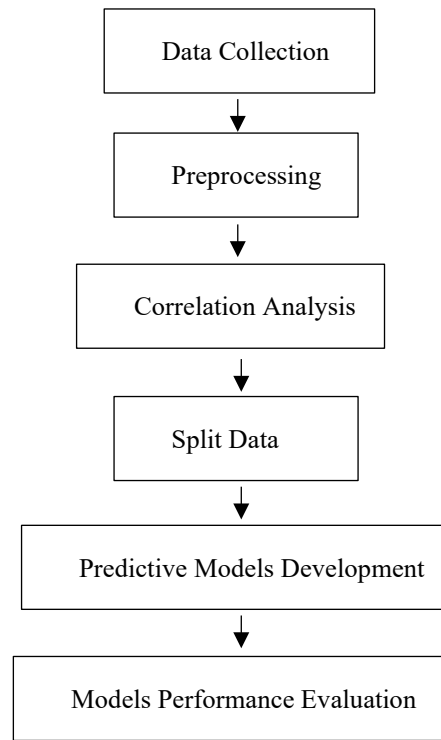 Data Collection
Preprocessing
Correlation Analysis
Split Data
Predictive Models Development
Models Performance Evaluation